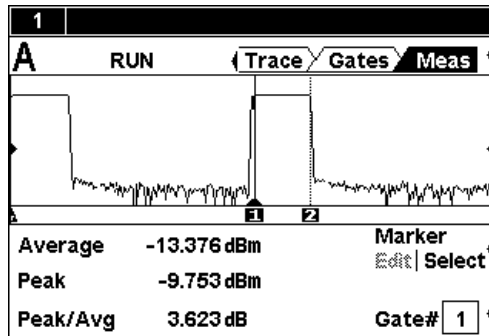 1
A RUN Trace Gates Meas
1 2
Average -13.376 dBm Marker
Edit Select
Peak -9.753 dBm
Peak/Avg 3.623 dB Gate# 1